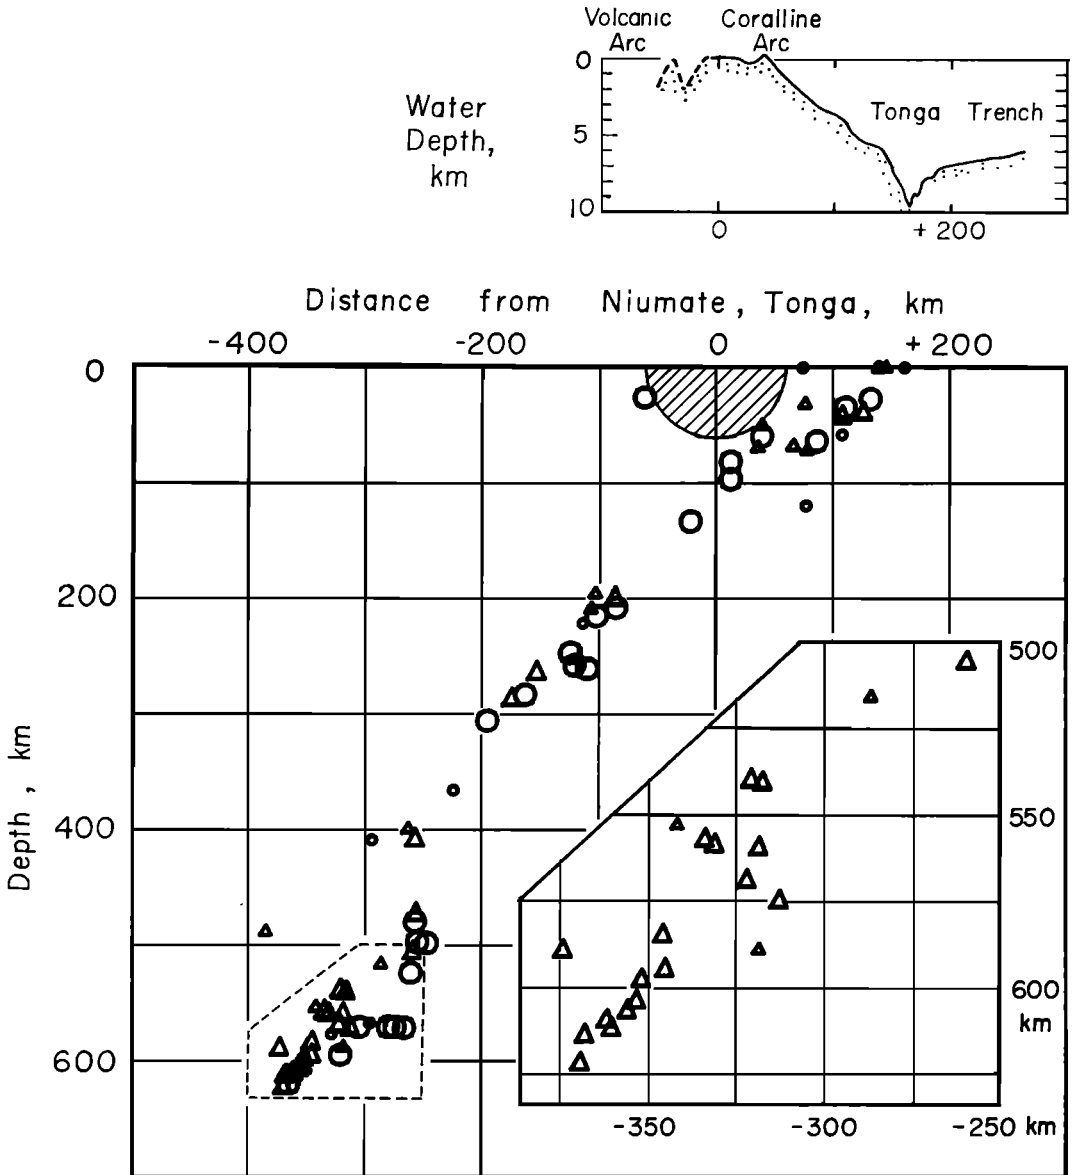 Volcanic Coralline
Arc Arc
0
Water
Depth,
km
Tonga Trench
5
10
0 +200
Distance from Niumate, Tonga, km
-400 -200 0 +200
0
200
400
600
Depth, km
500
550
600
km
-350 -300 -250 km